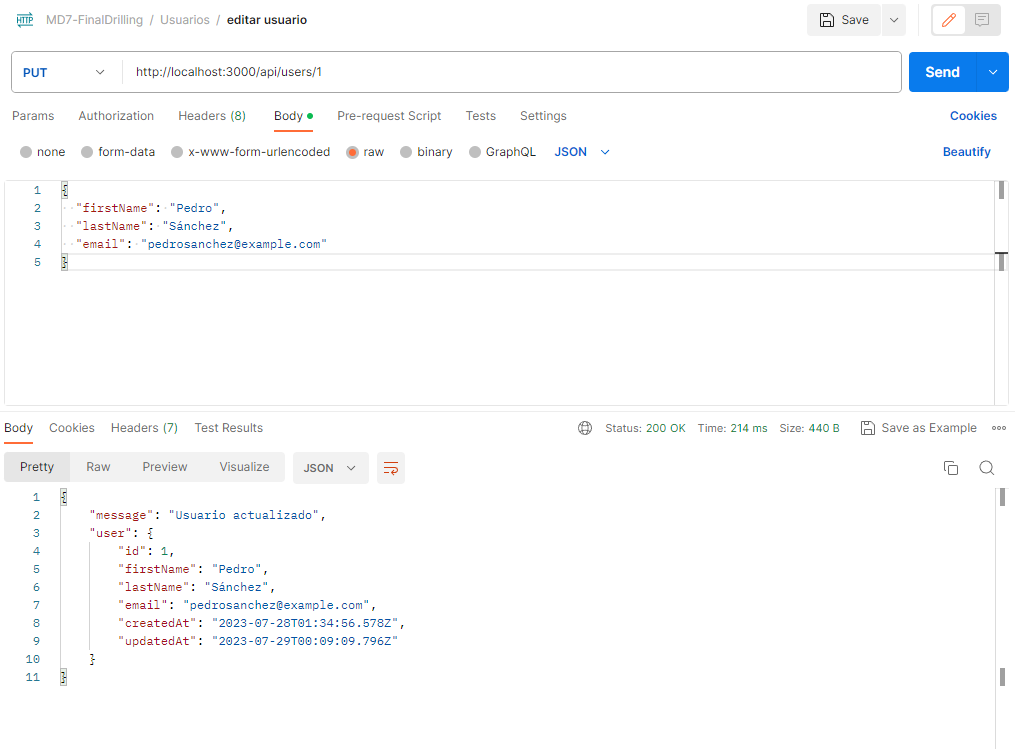 HTTP MD7-FinalDrilling / Usuarios / editar usuario Save
PUT http://localhost:3000/api/users/1 Send
Params Authorization Headers (8) Body Pre-request Script Tests Settings Cookies
none form-data x-www-form-urlencoded raw binary GraphQL JSON Beautify
1 {
2 "firstName": "Pedro",
3 "lastName": "Sánchez",
4 "email": "pedrosanchez@example.com"
5 }
Body Cookies Headers (7) Test Results Status: 200 OK Time: 214 ms Size: 440 B Save as Example
Pretty Raw Preview Visualize JSON
1 {
2 "message": "Usuario actualizado",
3 "user": {
4 "id": 1,
5 "firstName": "Pedro",
6 "lastName": "Sánchez",
7 "email": "pedrosanchez@example.com",
8 "createdAt": "2023-07-28T01:34:56.578Z",
9 "updatedAt": "2023-07-29T00:09:09.796Z"
10 }
11 }